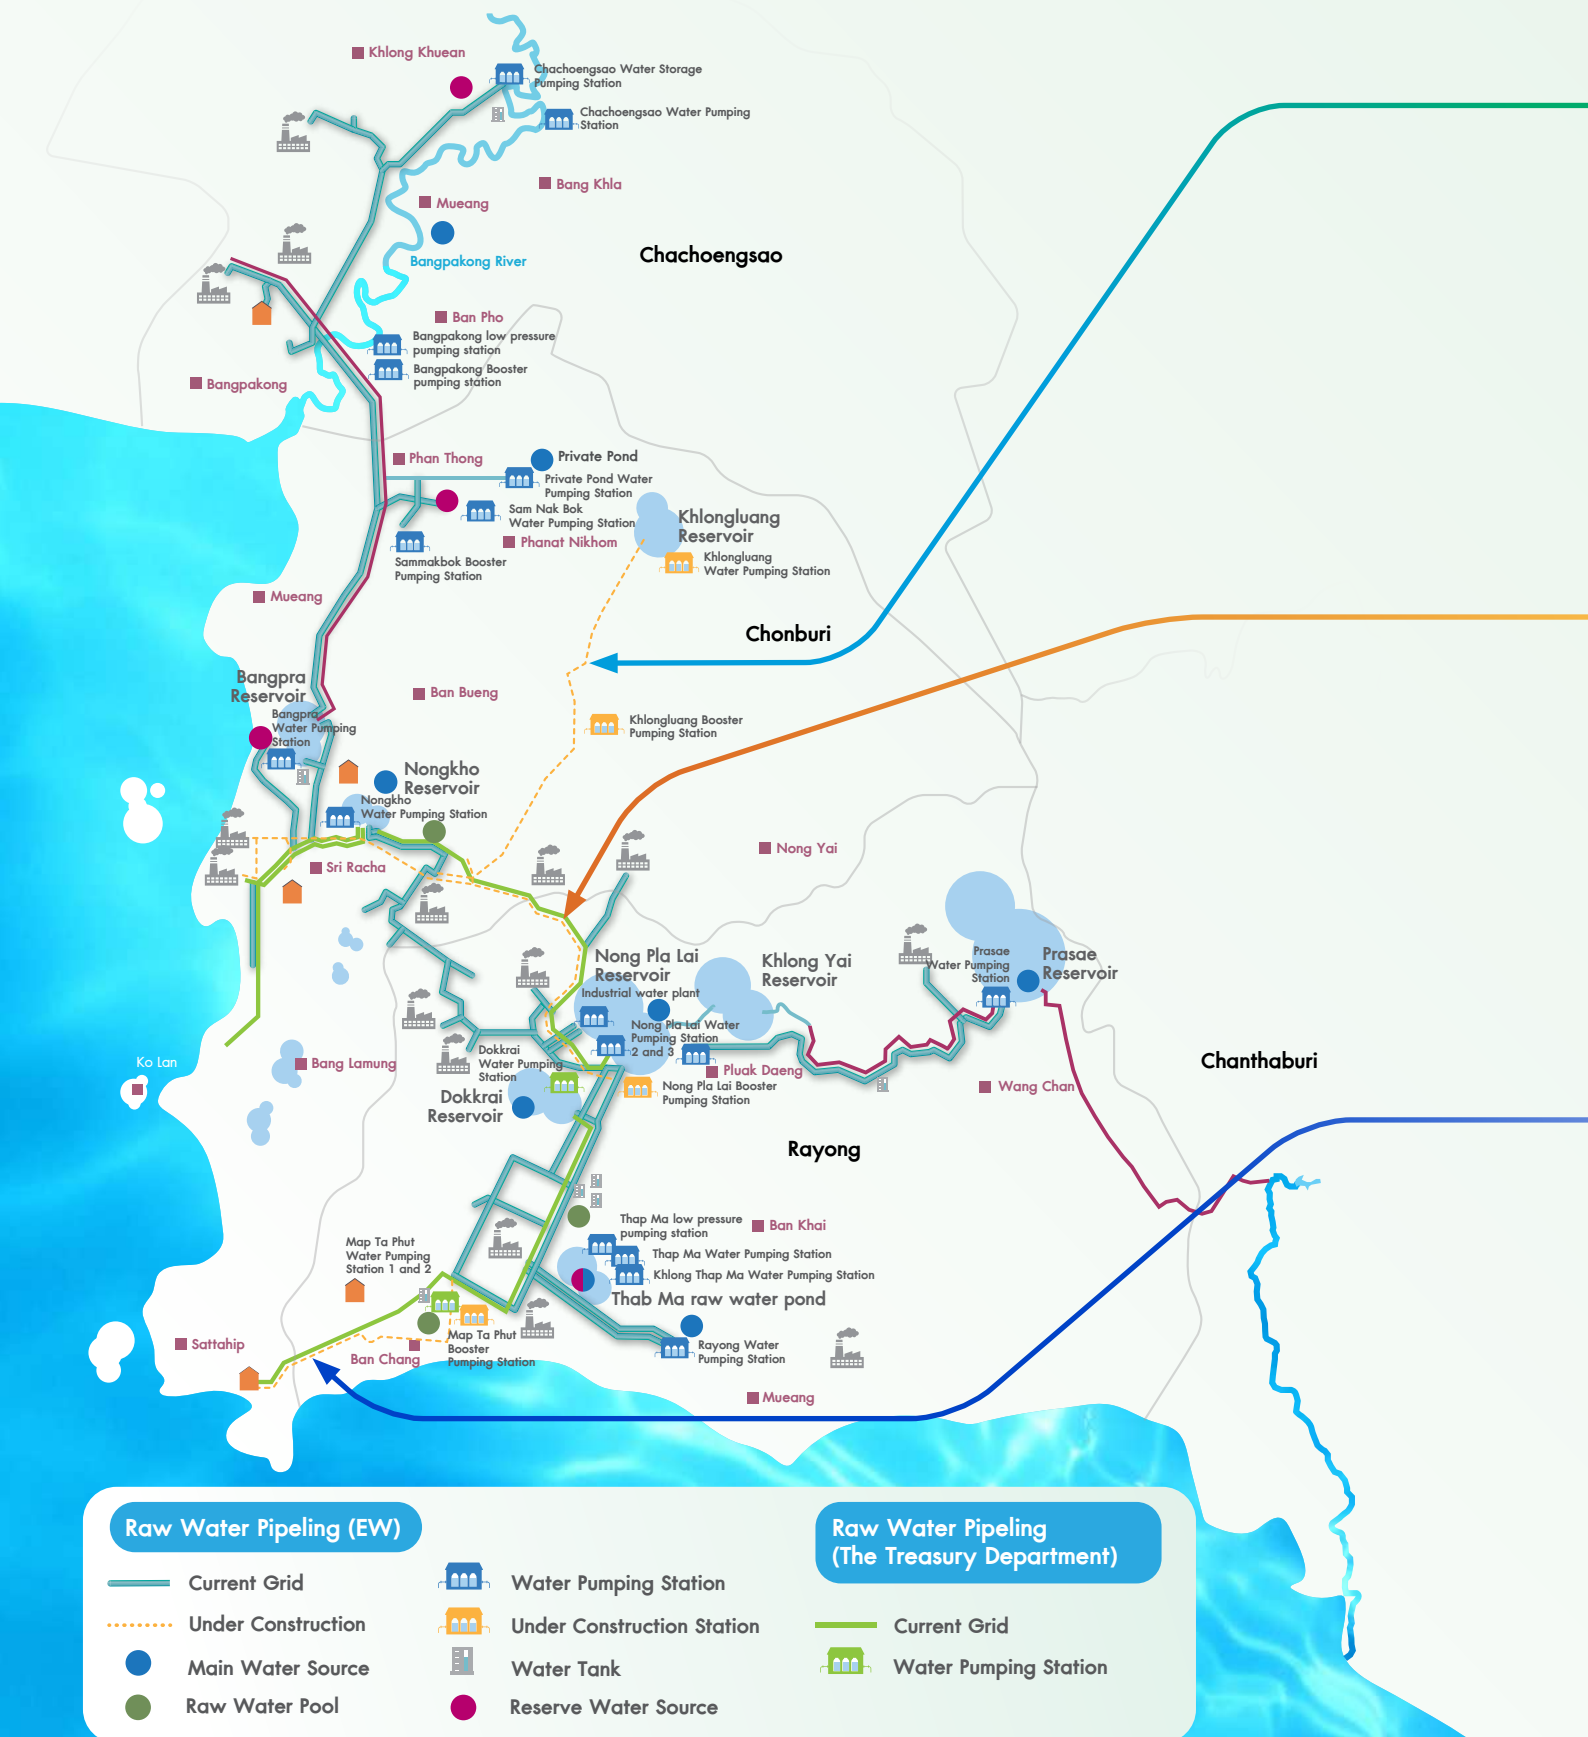 Khlong Khuean
Chachoengsao Water Storage
Pumping Station
Chachoengsao Water Pumping
Station
Bang Khla
Mueang
Bangpakong River
Chachoengsao
Ban Pho
Bangpakong low pressure
pumping station
Bangpakong Booster
pumping station
Bangpakong
Phan Thong
Private Pond
Private Pond Water
Pumping Station
Sam Nak Bok
Water Pumping Station
Khlongluang
Reservoir
Phanat Nikhom
Khlongluang
Water Pumping Station
Sammakbok Booster
Pumping Station
Mueang
Chonburi
Bangpra
Reservoir
Ban Bueng
Bangpra
Water Pumping
Station
Khlongluang Booster
Pumping Station
Nongkho
Reservoir
Nongkho
Water Pumping Station
Nong Yai
Sri Racha
Nong Pla Lai
Reservoir
Industrial water plant
Khlong Yai
Reservoir
Prasae
Water Pumping
Station
Prasae
Reservoir
Nong Pla Lai Water
Pumping Station
2 and 3
Dokkrai
Water Pumping
Station
Ko Lan
Bang Lamung
Pluak Daeng
Chanthaburi
Nong Pla Lai Booster
Pumping Station
Wang Chan
Dokkrai
Reservoir
Rayong
Thap Ma low pressure
pumping station
Ban Khai
Map Ta Phut
Water Pumping
Station 1 and 2
Thap Ma Water Pumping Station
Khlong Thap Ma Water Pumping Station
Thab Ma raw water pond
Sattahip
Map Ta Phut
Booster
Pumping Station
Ban Chang
Rayong Water
Pumping Station
Mueang
Raw Water Pipeling (EW)
Current Grid
Under Construction
Main Water Source
Raw Water Pool
Water Pumping Station
Under Construction Station
Water Tank
Reserve Water Source
Raw Water Pipeling
(The Treasury Department)
Current Grid
Water Pumping Station